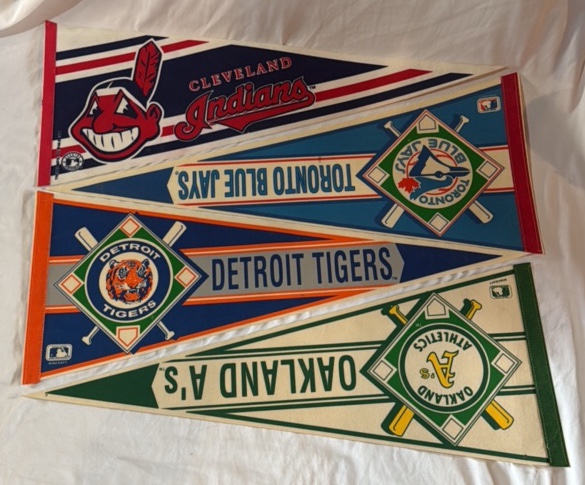 CLEVELAND
Indians
TORONTO BLUE JAYS
TORONTO
BLUE JAYS
DETROIT
TIGERS
DETROIT TIGERS
OAKLAND A's
OAKLAND
ATHLETICS
A's